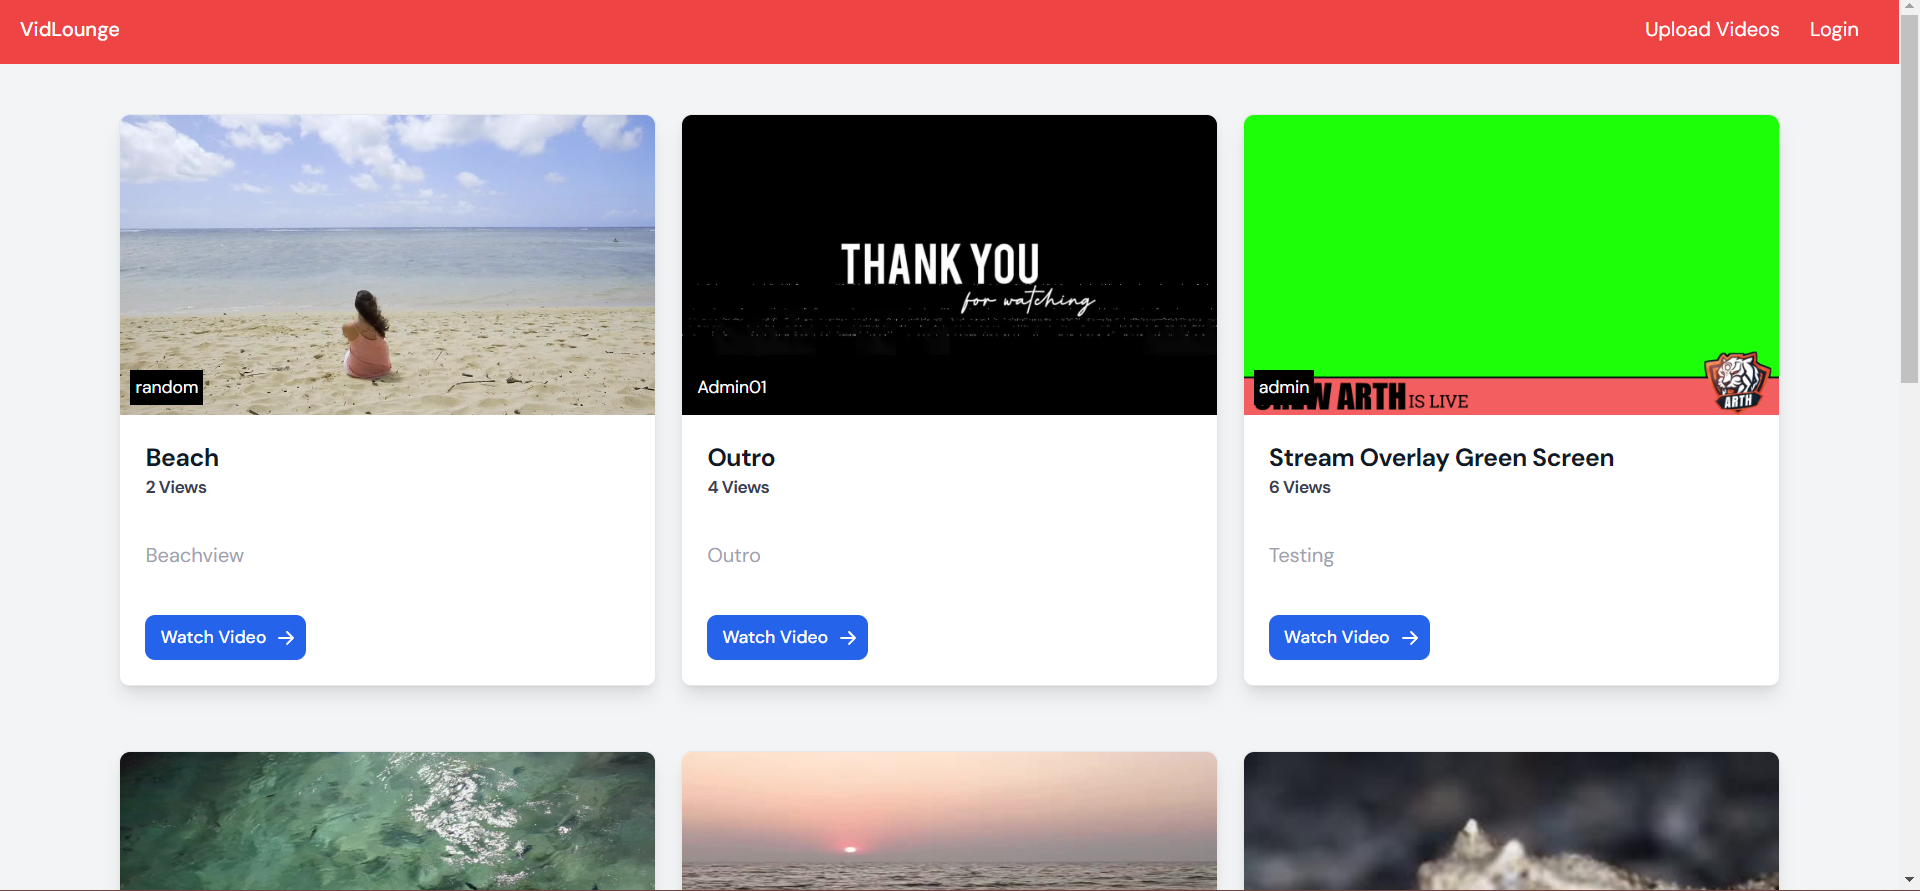 VidLounge
Upload Videos
Login
random
THANK YOU
for watching
Admin01
admin
ARTH IS LIVE
ARTH
Beach
2 Views
Beachview
Watch Video
Outro
4 Views
Outro
Watch Video
Stream Overlay Green Screen
6 Views
Testing
Watch Video